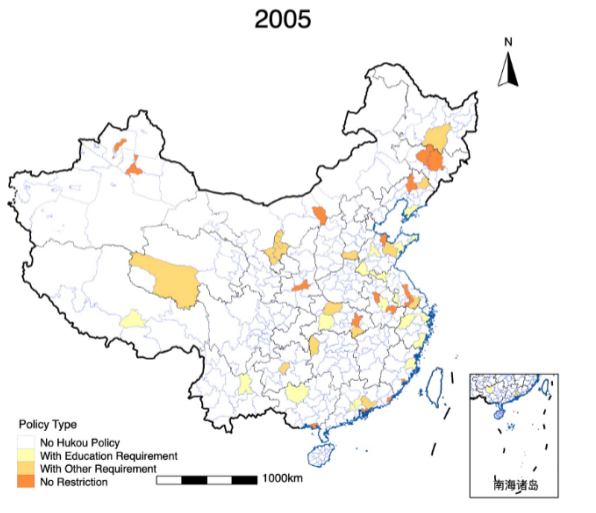 2005
N
Policy Type
No Hukou Policy
With Education Requirement
With Other Requirement
No Restriction
1000km
南海诸岛